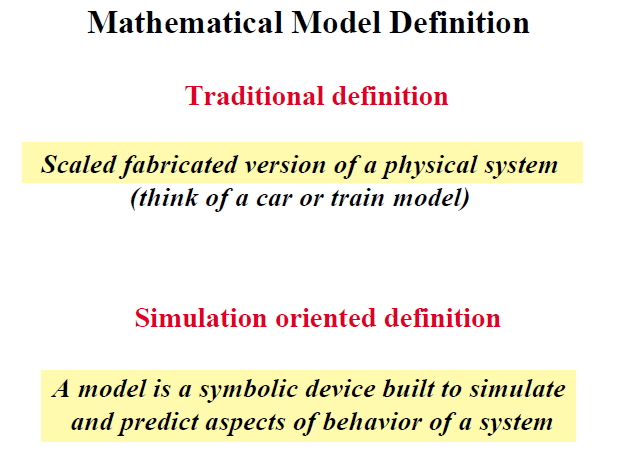 Mathematical Model Definition
Traditional definition
Scaled fabricated version of a physical system
(think of a car or train model)
Simulation oriented definition
A model is a symbolic device built to simulate
and predict aspects of behavior of a system